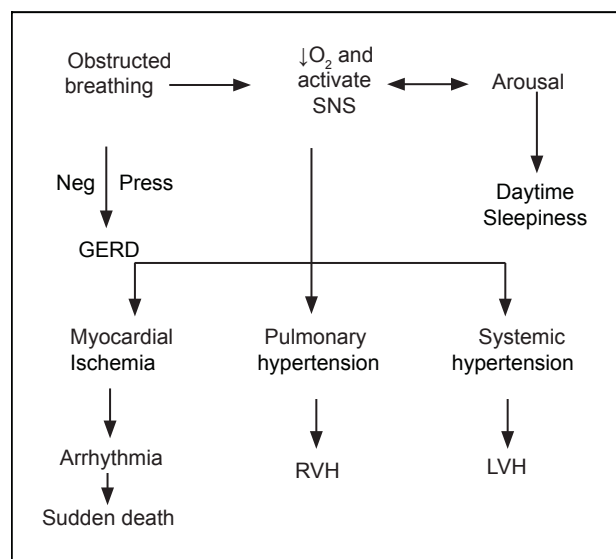 Obstructed
breathing
↓O₂ and
activate
SNS
Arousal
Neg Press
GERD
Daytime
Sleepiness
Myocardial
Ischemia
Pulmonary
hypertension
Systemic
hypertension
Arrhythmia
RVH
LVH
Sudden death